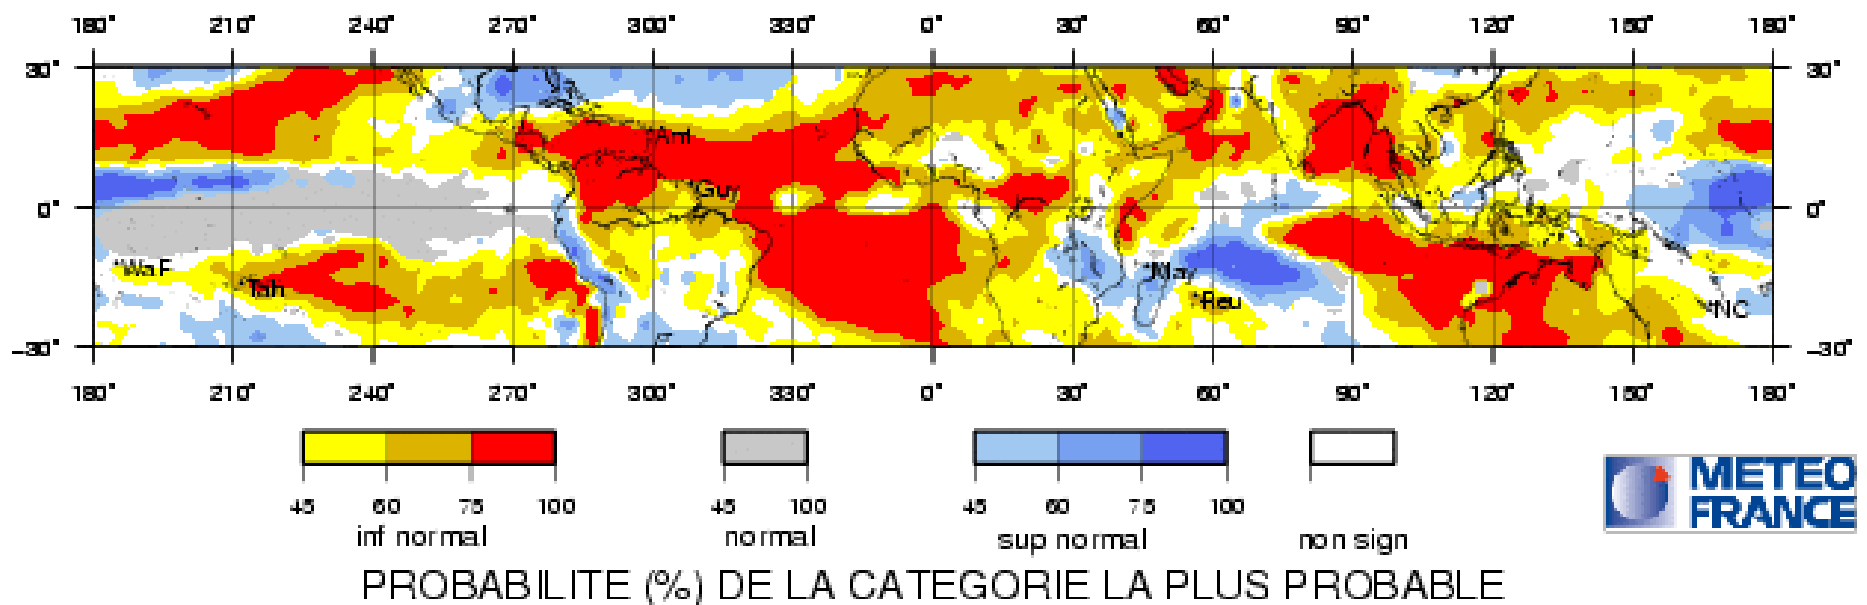 180° 210° 240° 270° 300° 330° 0° 30° 60° 90° 120° 150° 180°
30° 30°
Ant
Guy
0° 0°
*WaF *May
*Tah *Reu *NC
-30° -30°
180° 210° 240° 270° 300° 330° 0° 30° 60° 90° 120° 150° 180°
45 60 75 100 45 100 45 60 75 100
inf normal normal sup normal non sign
METEO
FRANCE
PROBABILITE (%) DE LA CATEGORIE LA PLUS PROBABLE